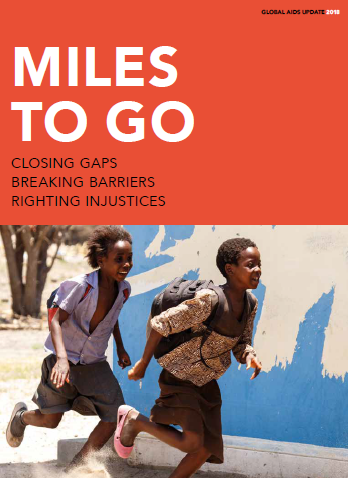 GLOBAL AIDS UPDATE 2018
MILES
TO GO
CLOSING GAPS
BREAKING BARRIERS
RIGHTING INJUSTICES